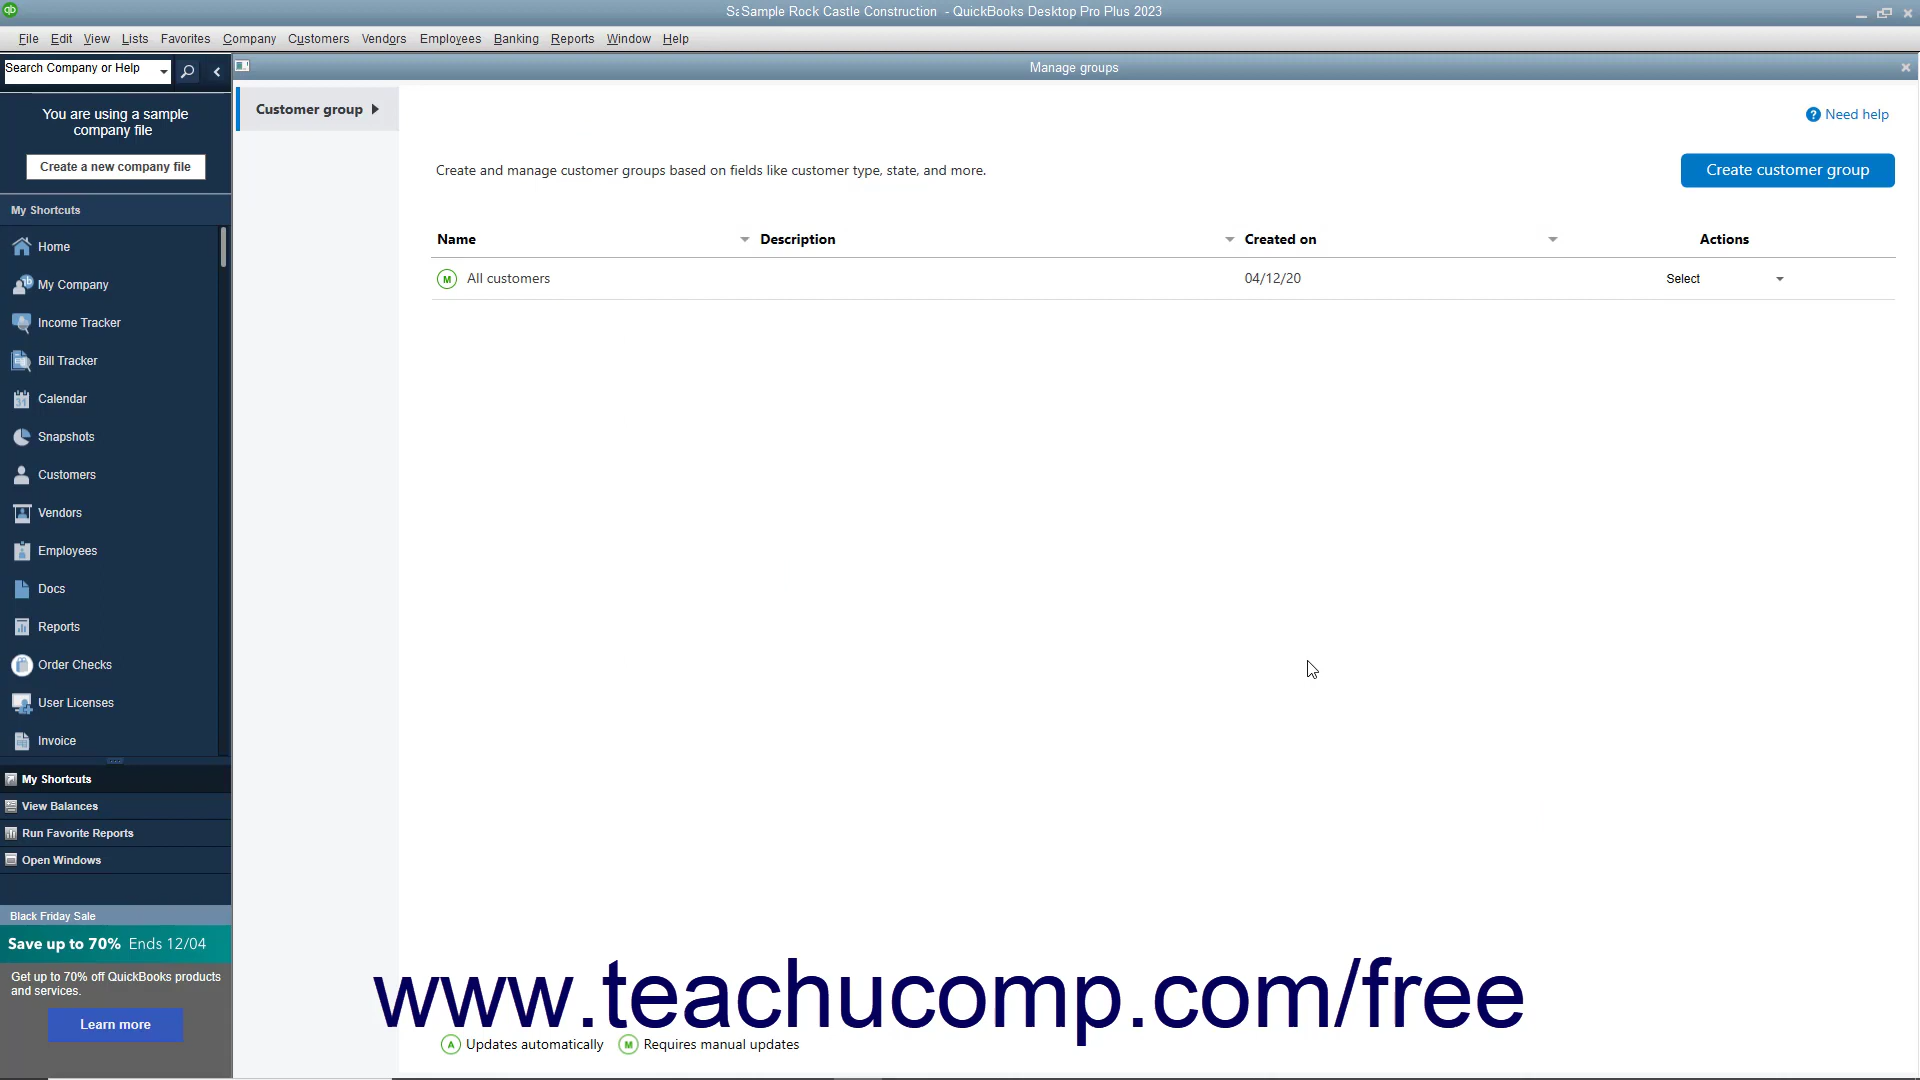 Sample Rock Castle Construction - QuickBooks Desktop Pro Plus 2023
File Edit View Lists Favorites Company Customers Vendors Employees Banking Reports Window Help
Search Company or Help
Manage groups
You are using a sample
company file
Create a new company file
My Shortcuts
Home
My Company
Income Tracker
Bill Tracker
Calendar
Snapshots
Customers
Vendors
Employees
Docs
Reports
Order Checks
User Licenses
Invoice
My Shortcuts
View Balances
Run Favorite Reports
Open Windows
Black Friday Sale
Save up to 70% Ends 12/04
Get up to 70% off QuickBooks products
and services.
Learn more
Customer group
? Need help
Create and manage customer groups based on fields like customer type, state, and more.
Create customer group
Name Description Created on Actions
M All customers 04/12/20 Select
www.teachucomp.com/free
A Updates automatically M Requires manual updates